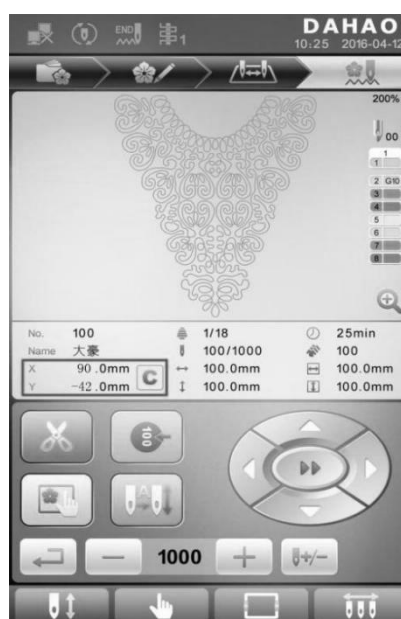 END
1
DAHAO
10:25 2016-04-12
200%
00
1
1
2 G10
3
4
5
6
7
8
No. 100 1/18 25min
Name 大豪 100/1000 100
X 90.0mm C 100.0mm 100.0mm
Y -42.0mm 100.0mm 100.0mm
100
A
1000
+/−